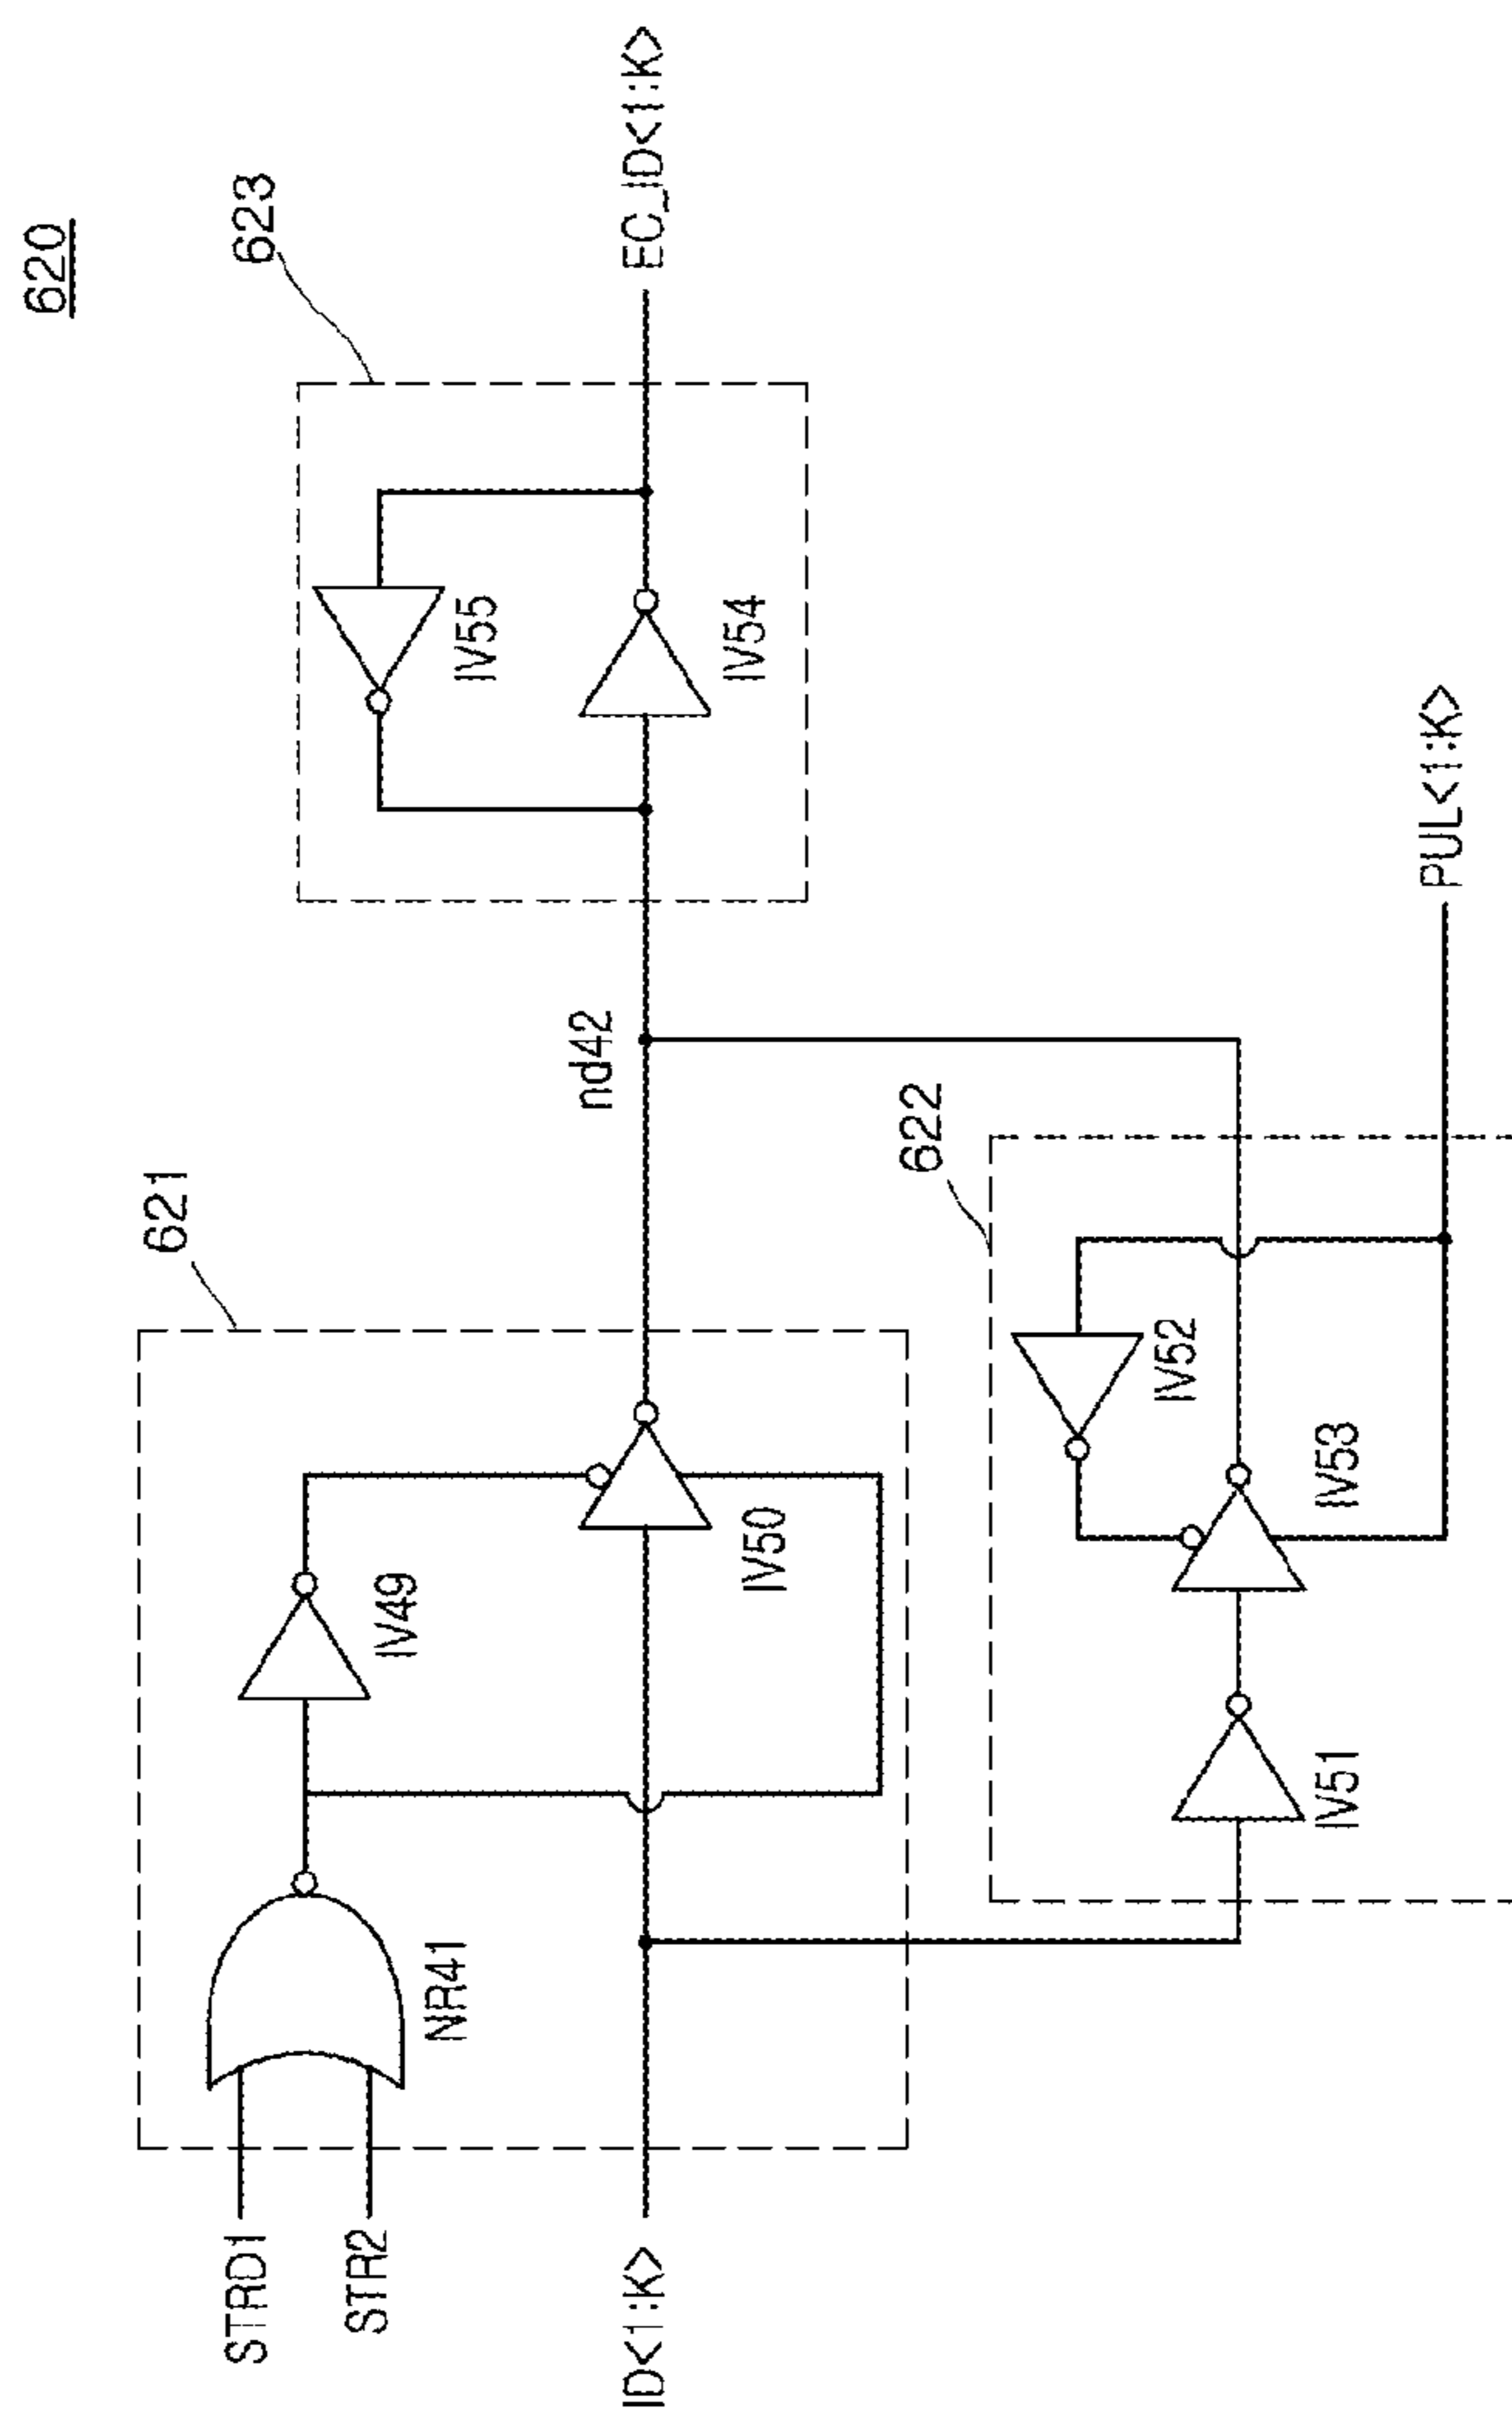 620
621
623
STRD1
STR2
NR41
IV49
ID<1:K>
IV50
nd42
IV55
IV54
EC_ID<1:K>
622
IV51
IV53
IV52
PUL<1:K>